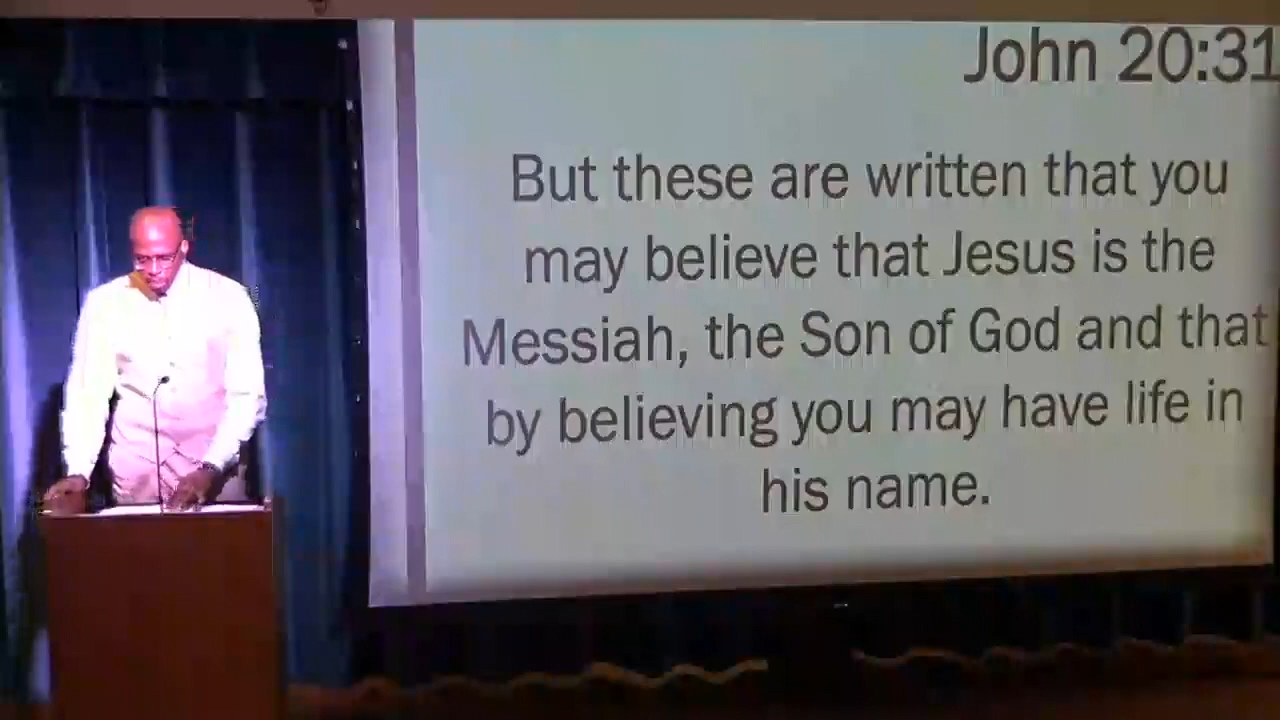 John 20:31
But these are written that you
may believe that Jesus is the
Messiah, the Son of God and that
by believing you may have life in
his name.